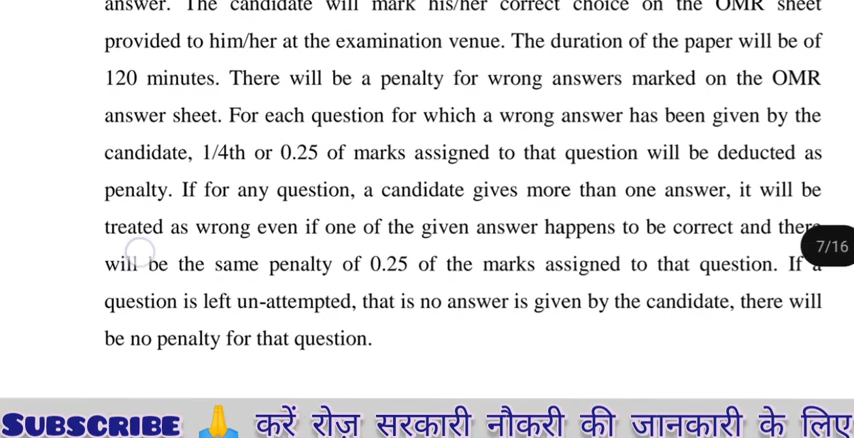 answer. The candidate will mark his/her correct choice on the OMR sheet
provided to him/her at the examination venue. The duration of the paper will be of
120 minutes. There will be a penalty for wrong answers marked on the OMR
answer sheet. For each question for which a wrong answer has been given by the
candidate, 1/4th or 0.25 of marks assigned to that question will be deducted as
penalty. If for any question, a candidate gives more than one answer, it will be
treated as wrong even if one of the given answer happens to be correct and there
7/16
will be the same penalty of 0.25 of the marks assigned to that question. If a
question is left un-attempted, that is no answer is given by the candidate, there will
be no penalty for that question.
SUBSCRIBE 🙏 करें रोज़ सरकारी नौकरी की जानकारी के लिए